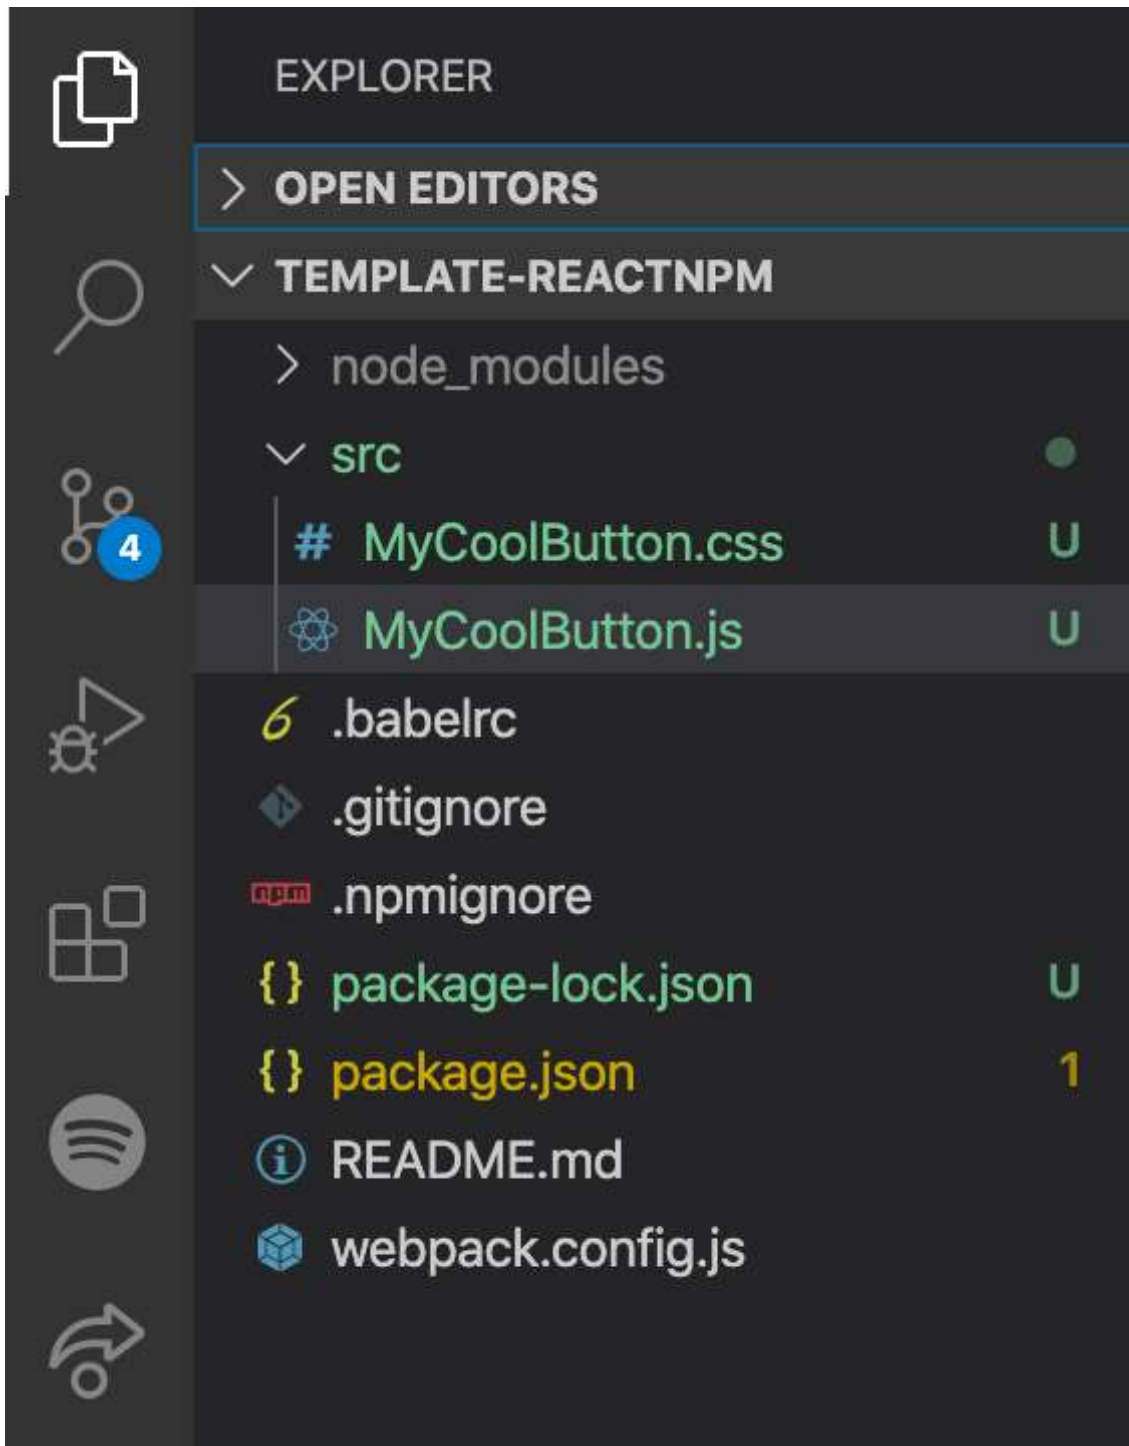 EXPLORER
OPEN EDITORS
TEMPLATE-REACTNPM
node_modules
src
# MyCoolButton.css U
MyCoolButton.js U
4
6 .babelrc
.gitignore
npm .npmignore
{} package-lock.json U
{} package.json 1
README.md
webpack.config.js